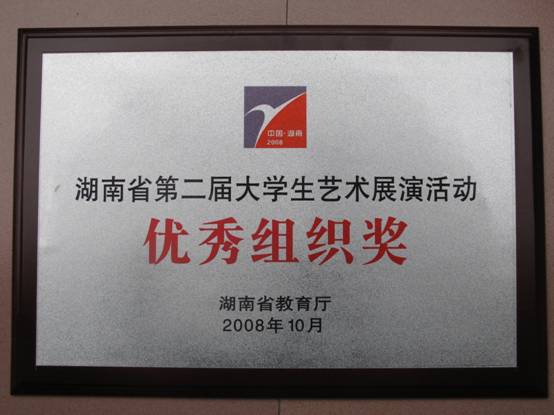 中国·湖南
2008
湖南省第二届大学生艺术展演活动
优秀组织奖
湖南省教育厅
2008年10月